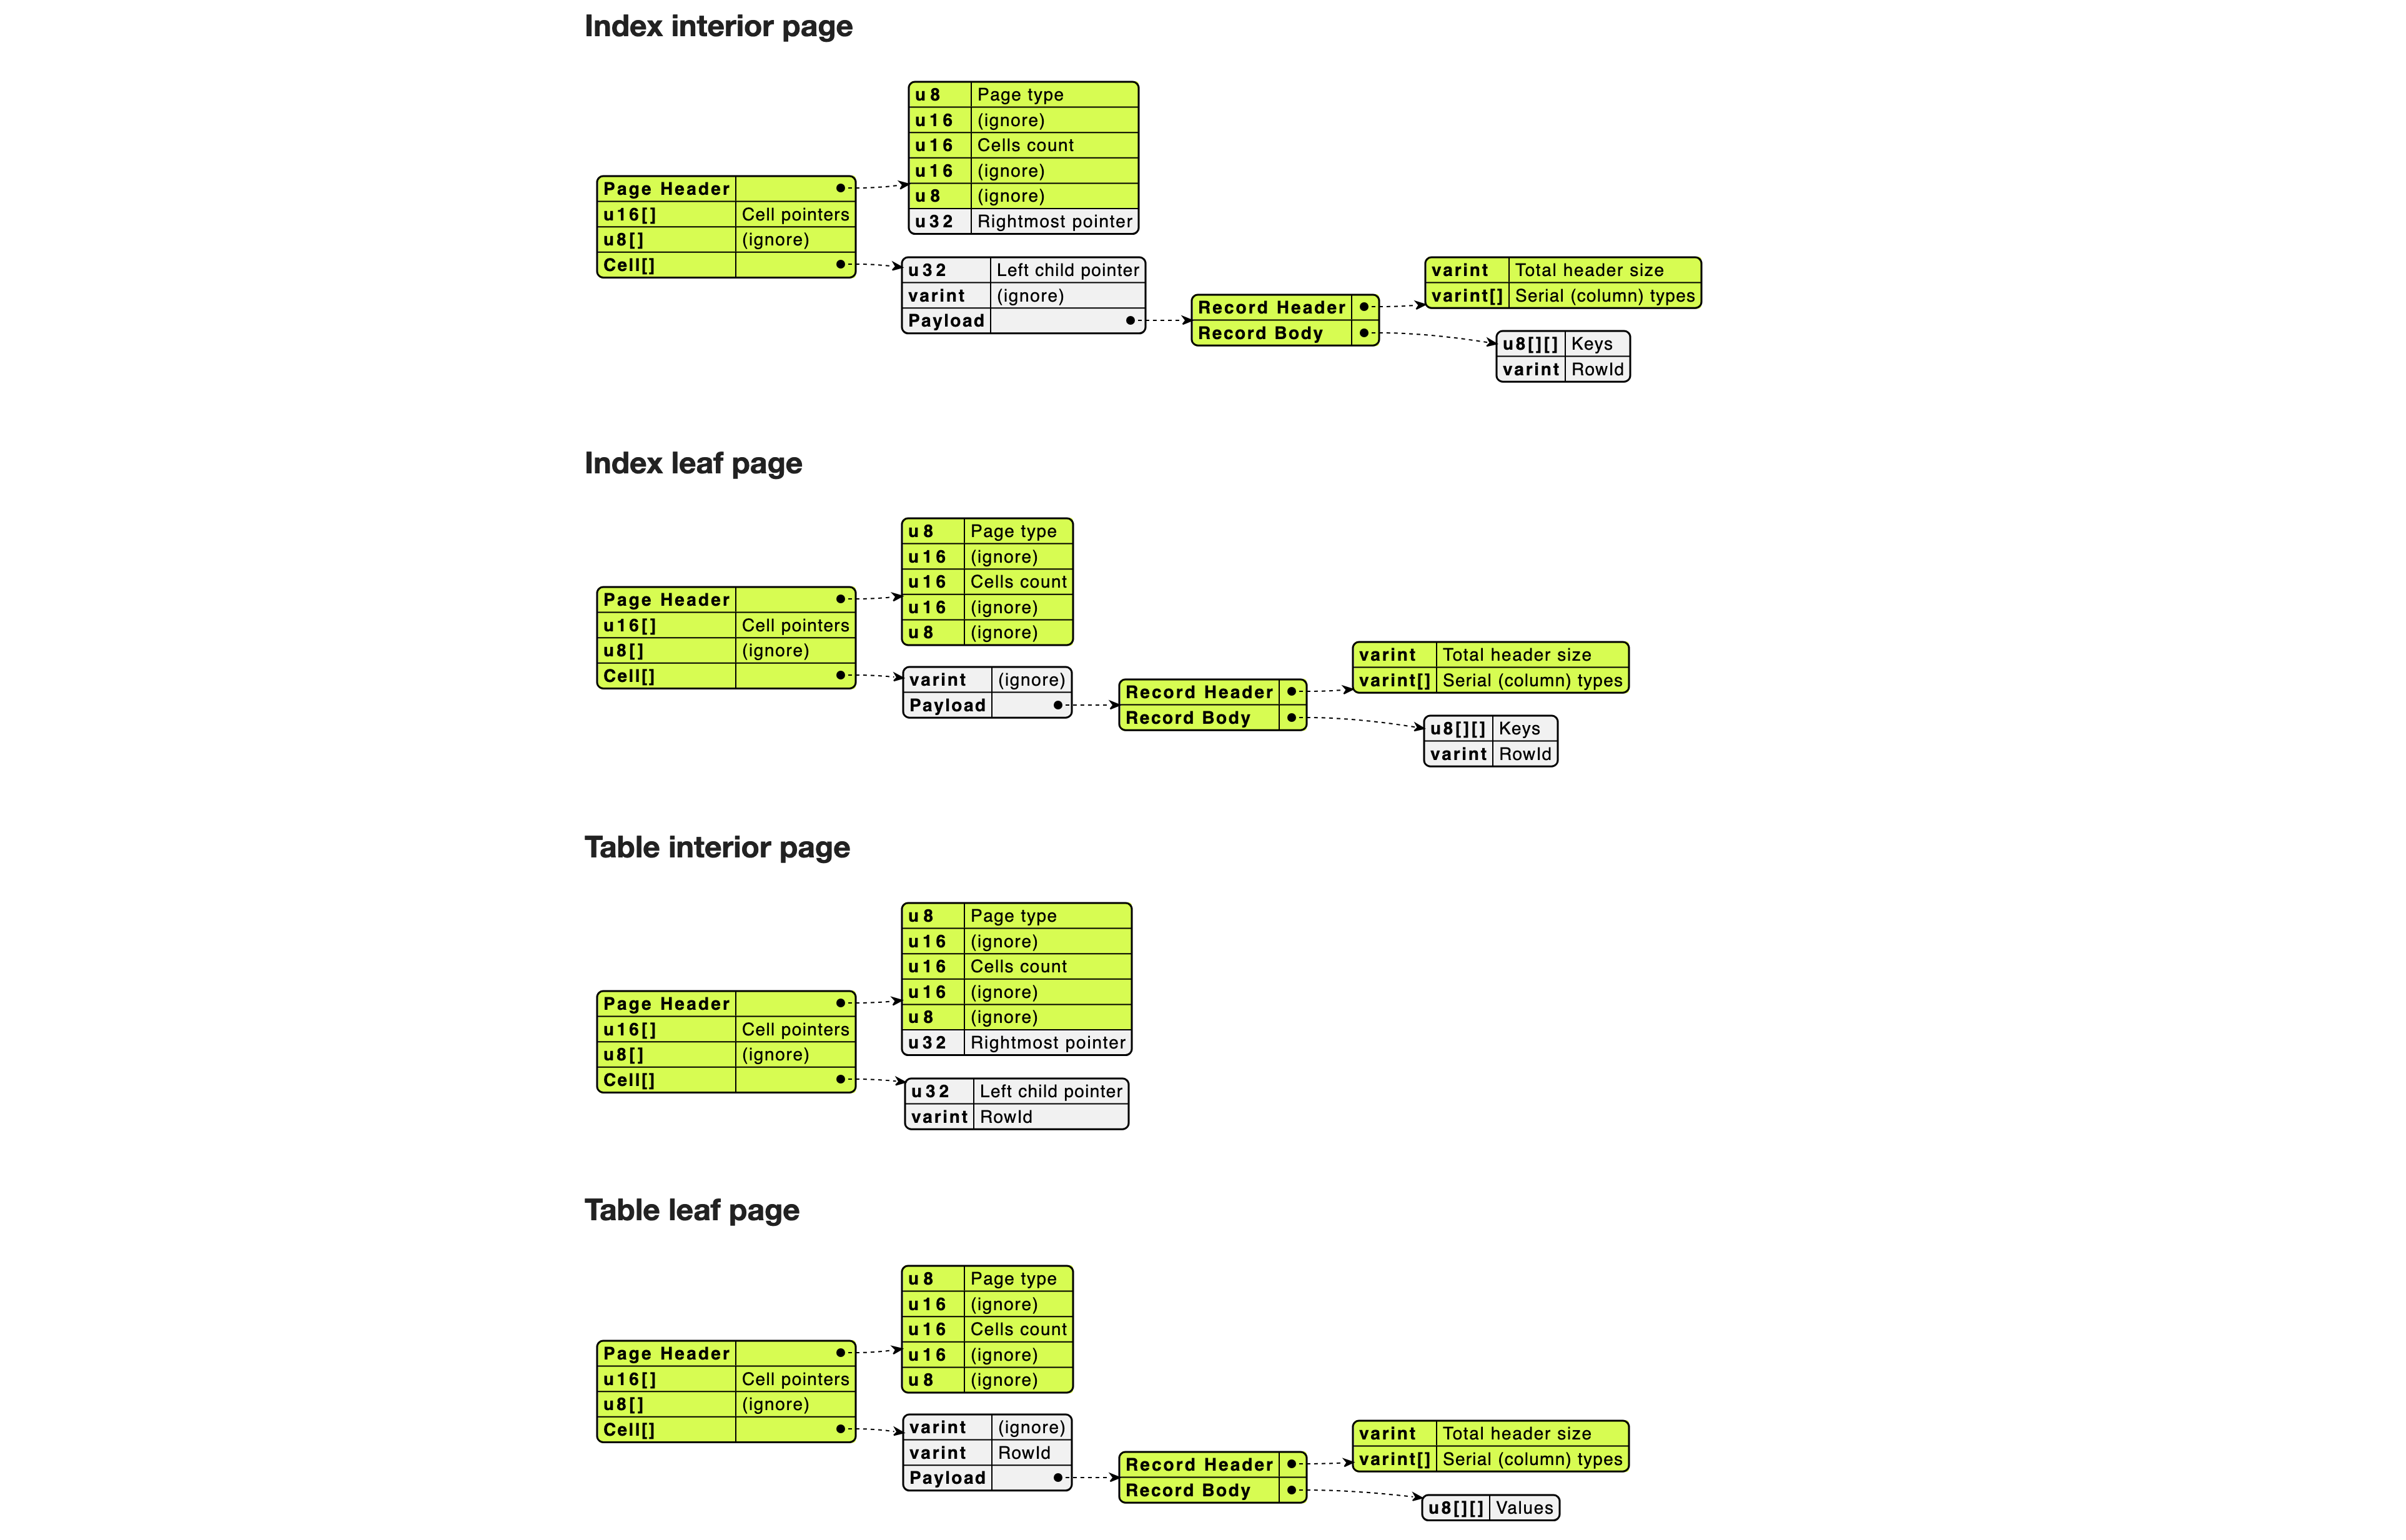 Index interior page
u8 Page type
u16 (ignore)
u16 Cells count
u16 (ignore)
u8 (ignore)
u32 Rightmost pointer
Page Header
u16[] Cell pointers
u8[] (ignore)
Cell[]
u32 Left child pointer
varint (ignore)
Payload
Record Header
Record Body
varint Total header size
varint[] Serial (column) types
u8[][] Keys
varint RowId
Index leaf page
u8 Page type
u16 (ignore)
u16 Cells count
u16 (ignore)
u8 (ignore)
Page Header
u16[] Cell pointers
u8[] (ignore)
Cell[]
varint (ignore)
Payload
Record Header
Record Body
varint Total header size
varint[] Serial (column) types
u8[][] Keys
varint RowId
Table interior page
u8 Page type
u16 (ignore)
u16 Cells count
u16 (ignore)
u8 (ignore)
u32 Rightmost pointer
Page Header
u16[] Cell pointers
u8[] (ignore)
Cell[]
u32 Left child pointer
varint RowId
Table leaf page
u8 Page type
u16 (ignore)
u16 Cells count
u16 (ignore)
u8 (ignore)
Page Header
u16[] Cell pointers
u8[] (ignore)
Cell[]
varint (ignore)
varint RowId
Payload
Record Header
Record Body
varint Total header size
varint[] Serial (column) types
u8[][] Values